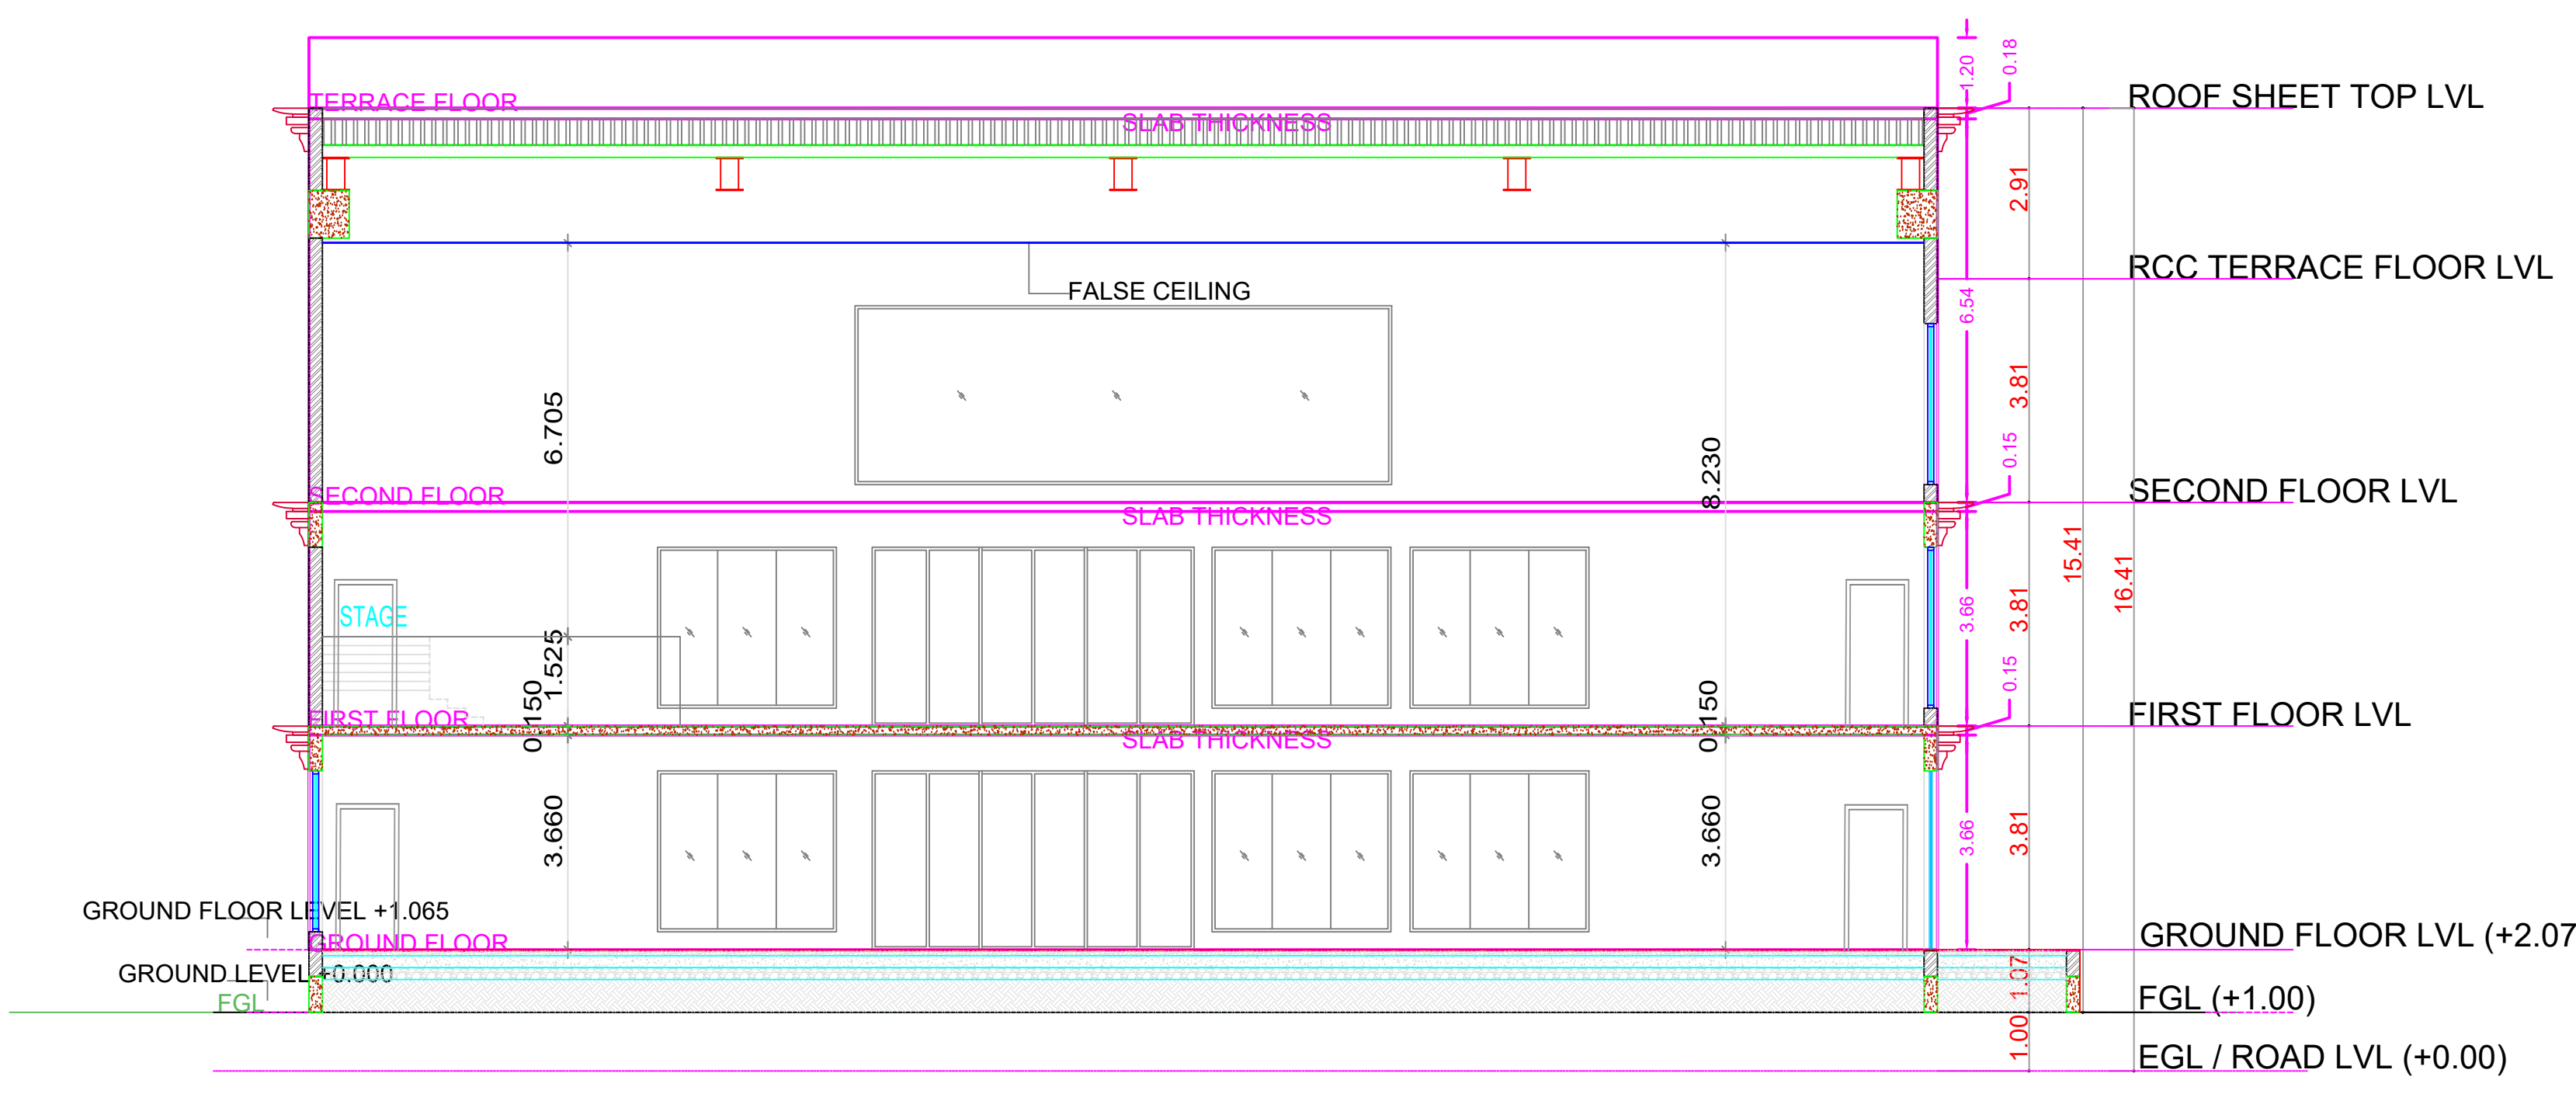 1.20
0.18
ROOF SHEET TOP LVL
TERRACE FLOOR
SLAB THICKNESS
2.91
RCC TERRACE FLOOR LVL
FALSE CEILING
6.54
6.705
3.81
8.230
0.15
SECOND FLOOR
SECOND FLOOR LVL
SLAB THICKNESS
15.41
16.41
STAGE
3.66
3.81
1.525
0.150
0.150
0.15
FIRST FLOOR
FIRST FLOOR LVL
SLAB THICKNESS
3.660
3.660
3.66
3.81
GROUND FLOOR LEVEL +1.065
GROUND FLOOR
GROUND FLOOR LVL (+2.07
GROUND LEVEL +0.000
1.07
FGL
FGL (+1.00)
1.00
EGL / ROAD LVL (+0.00)